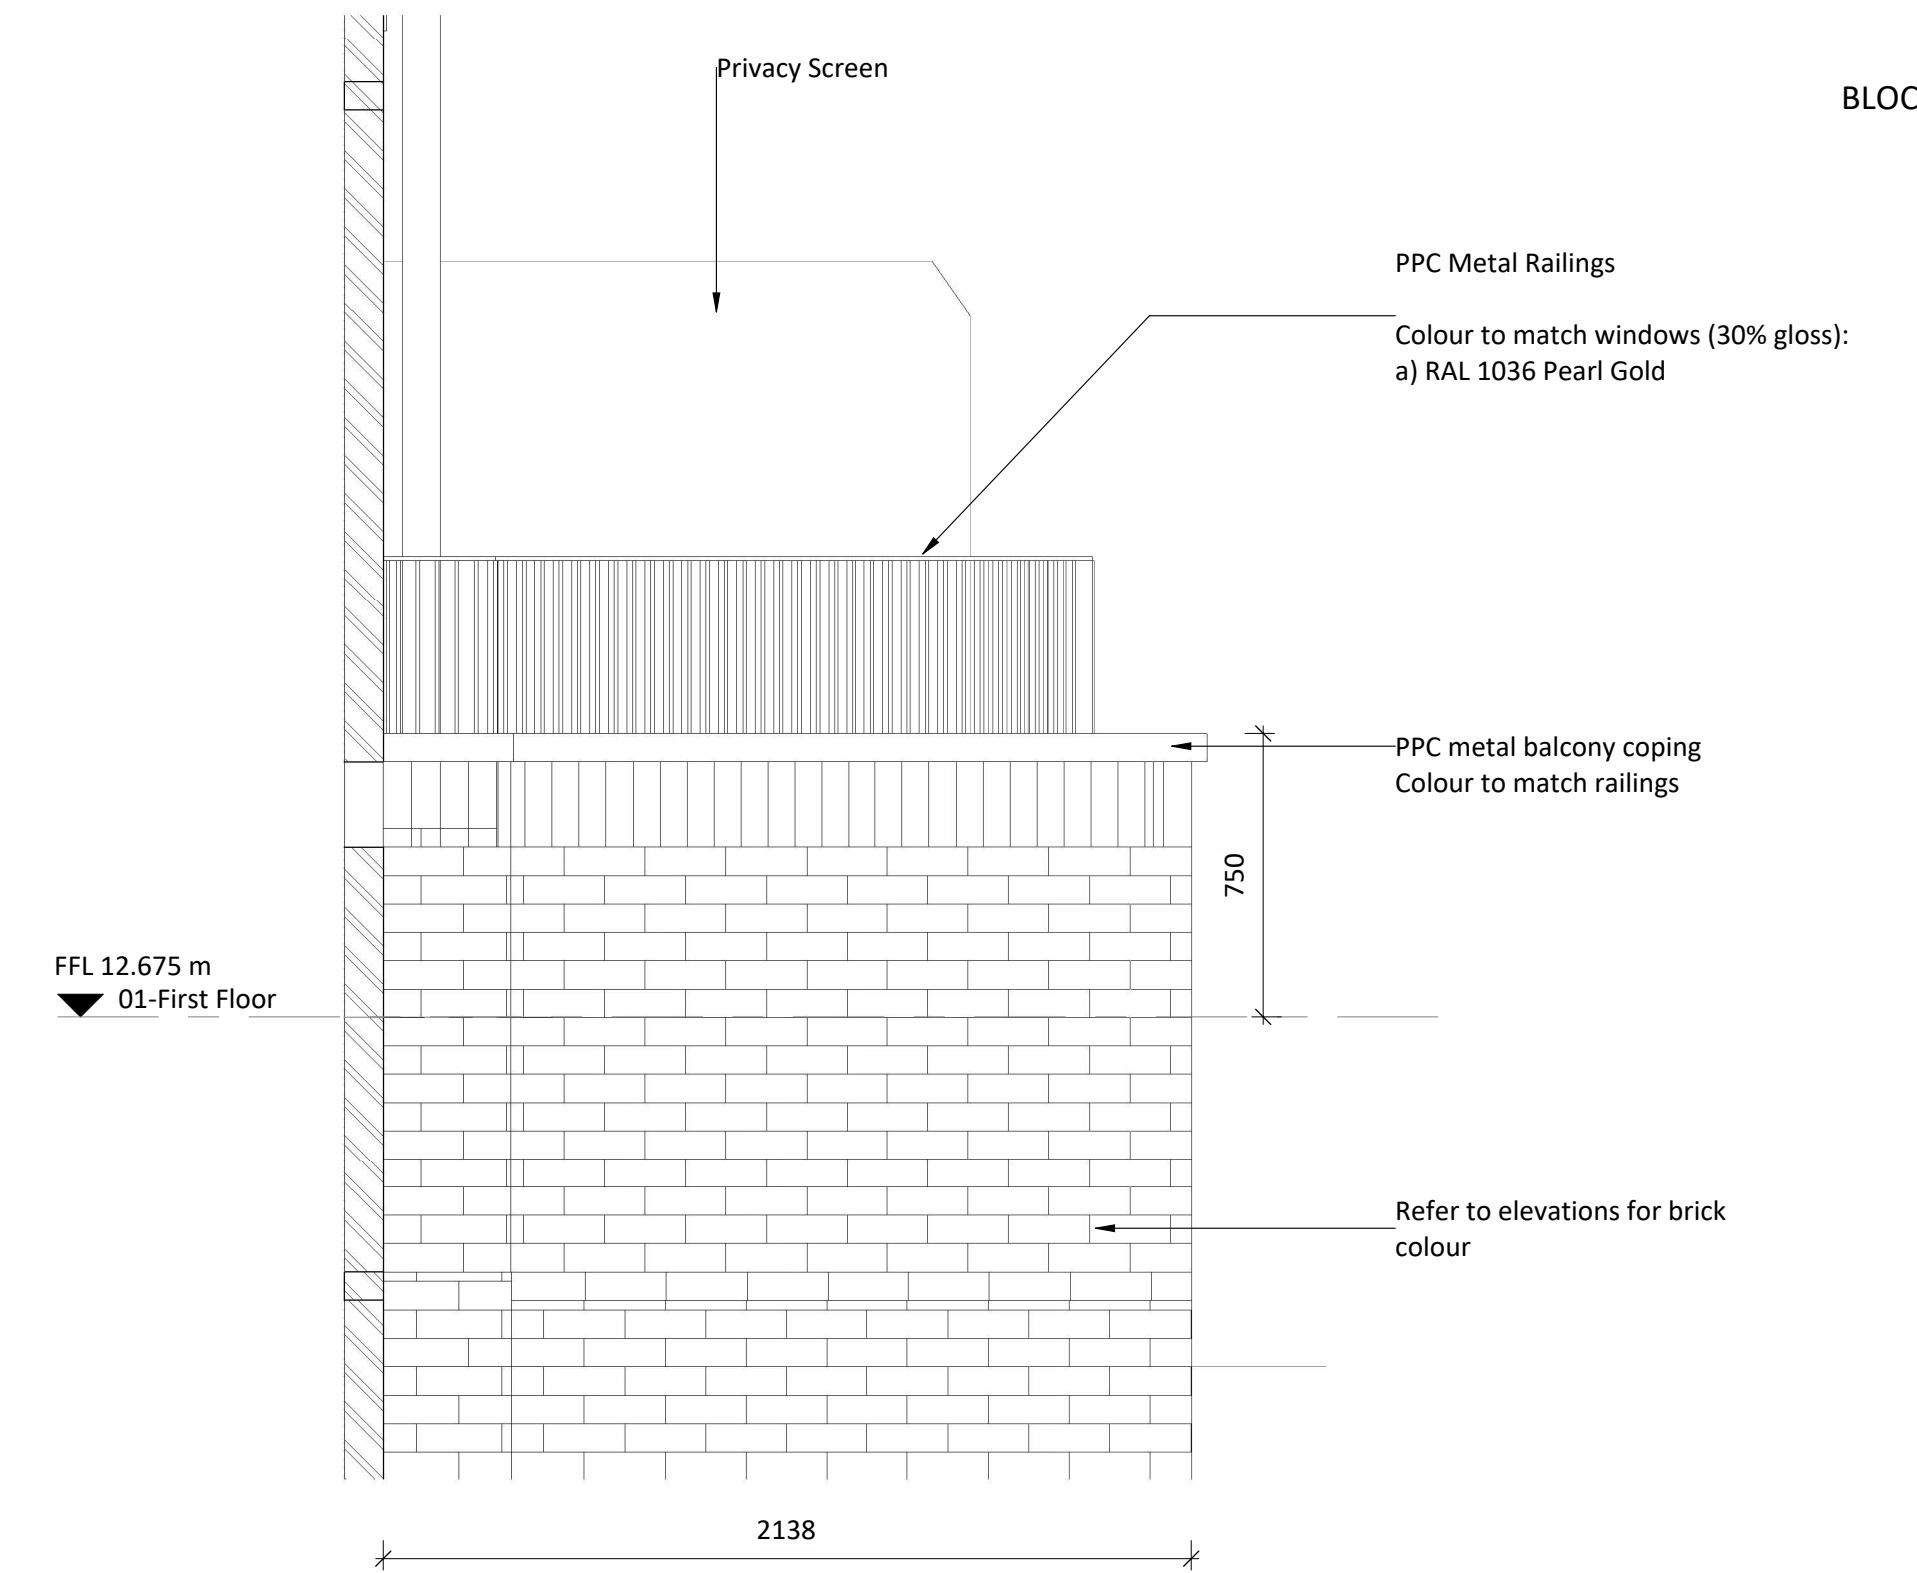 Privacy Screen
BLOC
PPC Metal Railings
Colour to match windows (30% gloss):
a) RAL 1036 Pearl Gold
PPC metal balcony coping
Colour to match railings
750
FFL 12.675 m
01-First Floor
Refer to elevations for brick
colour
2138